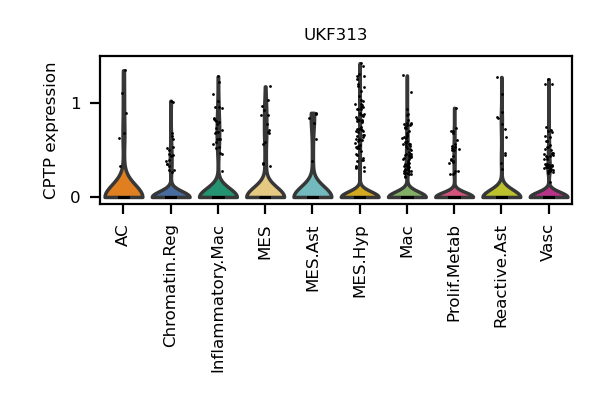 UKF313
CPTP expression
1
0
AC
Chromatin.Reg
Inflammatory.Mac
MES
MES.Ast
MES.Hyp
Mac
Prolif.Metab
Reactive.Ast
Vasc